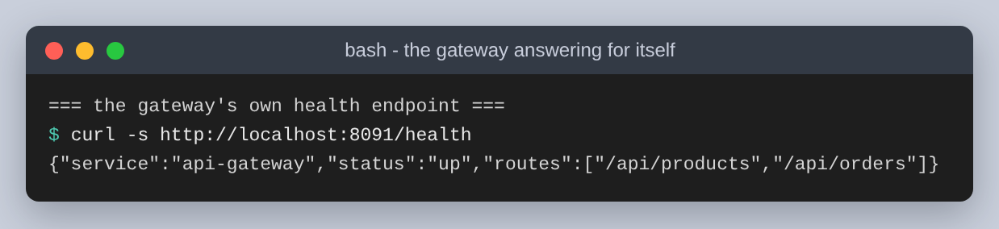 bash - the gateway answering for itself
=== the gateway's own health endpoint ===
$ curl -s http://localhost:8091/health
{"service":"api-gateway","status":"up","routes":["/api/products","/api/orders"]}